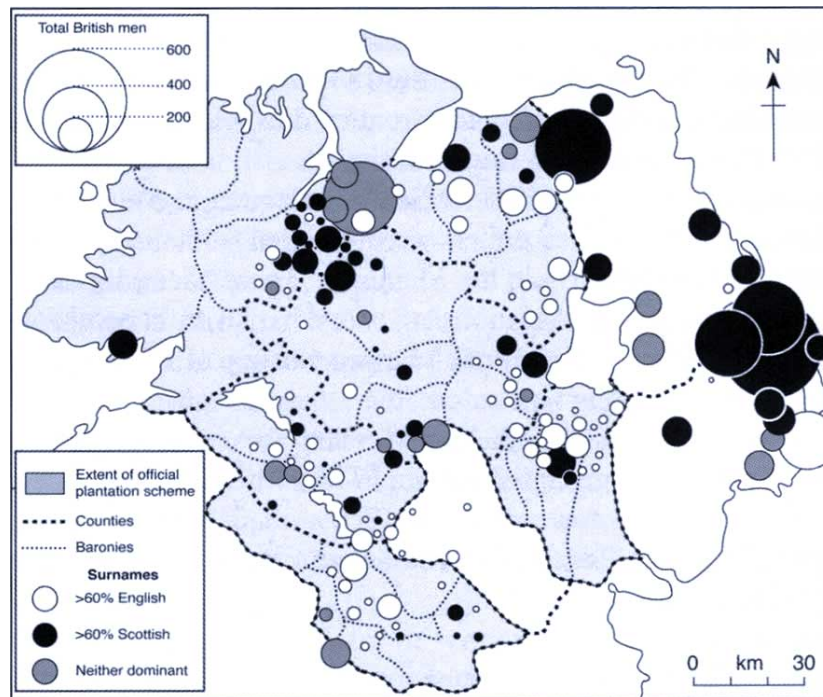 Total British men
600
400
200
N
Extent of official
plantation scheme
Counties
Baronies
Surnames
>60% English
>60% Scottish
Neither dominant
0 km 30